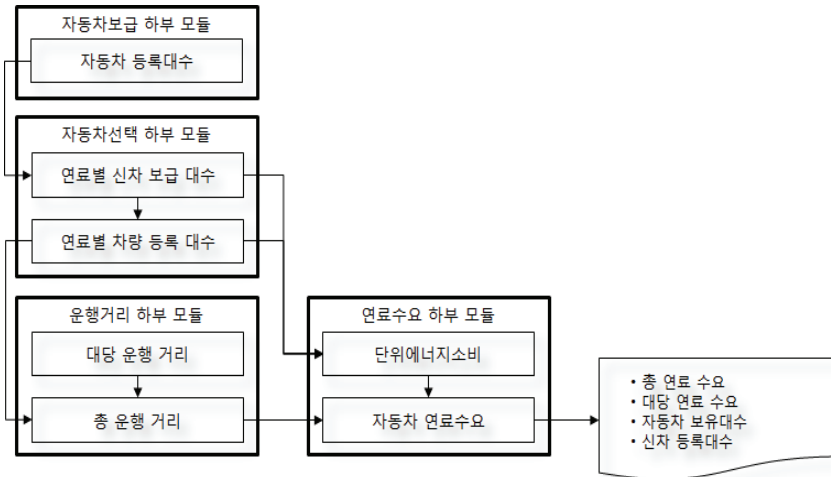 자동차보급 하부 모듈
자동차 등록대수
자동차선택 하부 모듈
연료별 신차 보급 대수
연료별 차량 등록 대수
운행거리 하부 모듈
대당 운행 거리
총 운행 거리
연료수요 하부 모듈
단위에너지소비
자동차 연료수요
• 총 연료 수요
• 대당 연료 수요
• 자동차 보유대수
• 신차 등록대수